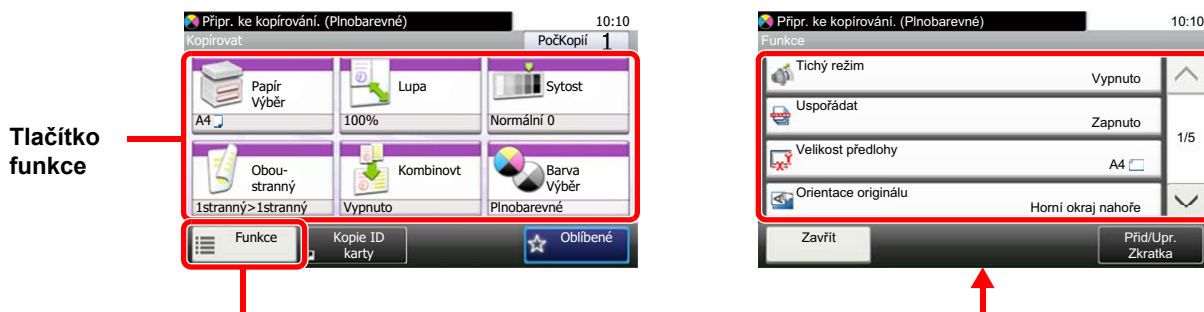 Tlačítko
funkce
Připr. ke kopírování. (Plnobarevné)
10:10
Kopírovat
PočKopií 1
Papír
Výběr
A4
Lupa
100%
Sytost
Normální 0
Obou-
stranný
1stranný>1stranný
Kombinovt
Vypnuto
Barva
Výběr
Plnobarevné
Funkce
Kopie ID
karty
Oblíbené
Připr. ke kopírování. (Plnobarevné)
10:10
Funkce
Tichý režim
Vypnuto
Uspořádat
Zapnuto
1/5
Velikost předlohy
A4
Orientace originálu
Horní okraj nahoře
Zavřít
Přid/Upr.
Zkratka